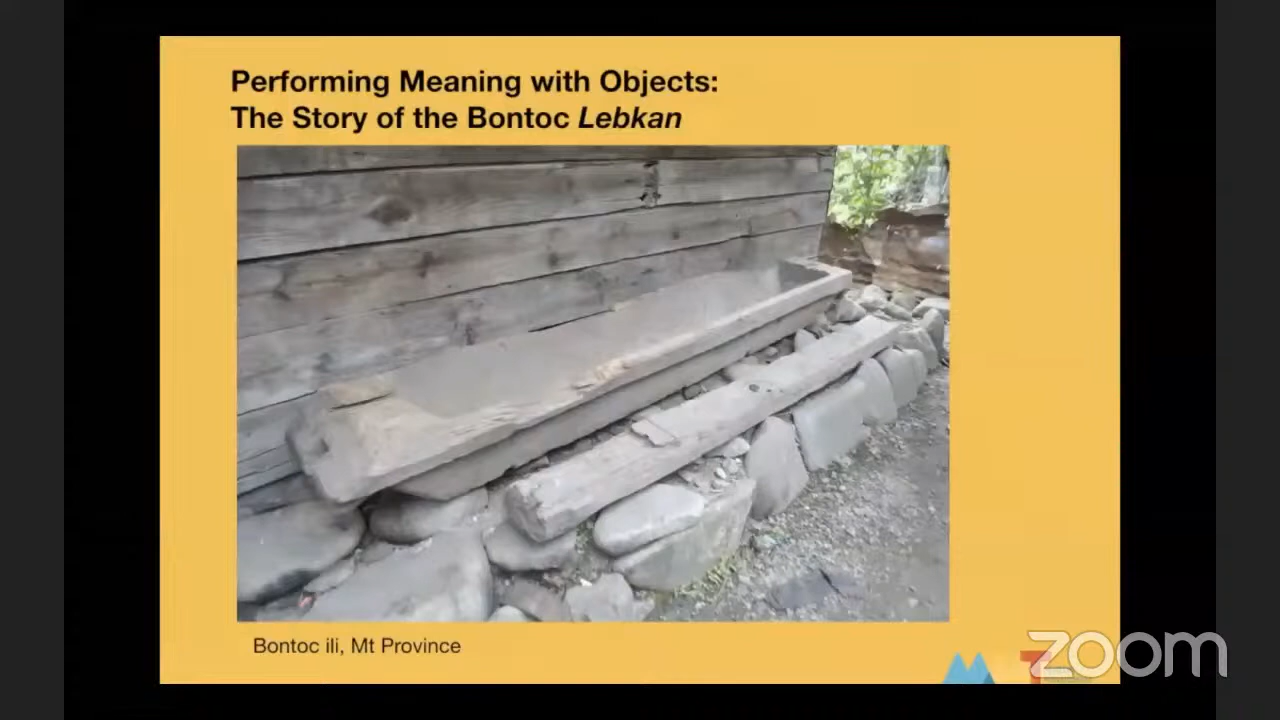 Performing Meaning with Objects:
The Story of the Bontoc Lebkan
Bontoc ili, Mt Province
zoom